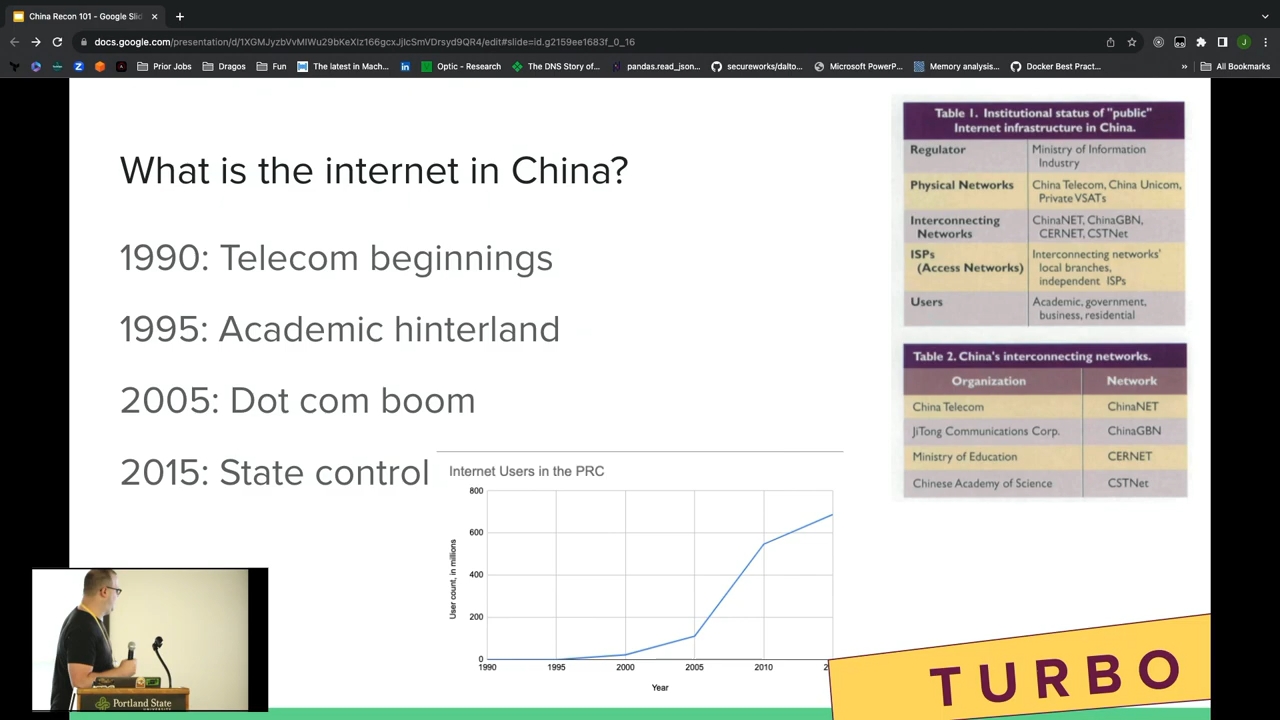 China Recon 101 - Google Slid
docs.google.com/presentation/d/1XGMJyzbVvMIWu29bKeXIz166gcxJjIcSmVDrsyd9QR4/edit#slide=id.g2159ee1683f_0_16
J
Prior Jobs
Dragos
Fun
The latest in Mach...
Optic - Research
The DNS Story of...
pandas.read_json...
secureworks/dalto...
Microsoft PowerP...
Memory analysis...
Docker Best Pract...
»
All Bookmarks
What is the internet in China?
1990: Telecom beginnings
1995: Academic hinterland
2005: Dot com boom
2015: State control
Table 1. Institutional status of "public"
Internet infrastructure in China.
Regulator
Ministry of Information
Industry
Physical Networks
China Telecom, China Unicom,
Private VSATs
Interconnecting
Networks
ChinaNET, ChinaGBN,
CERNET, CSTNet
ISPs
(Access Networks)
Interconnecting networks'
local branches,
independent ISPs
Users
Academic, government,
business, residential
Table 2. China's interconnecting networks.
Organization Network
China Telecom ChinaNET
JiTong Communications Corp. ChinaGBN
Ministry of Education CERNET
Chinese Academy of Science CSTNet
Internet Users in the PRC
User count, in millions
800
600
400
200
0
1990 1995 2000 2005 2010
Year
Portland State
UNIVERSITY
TURBO